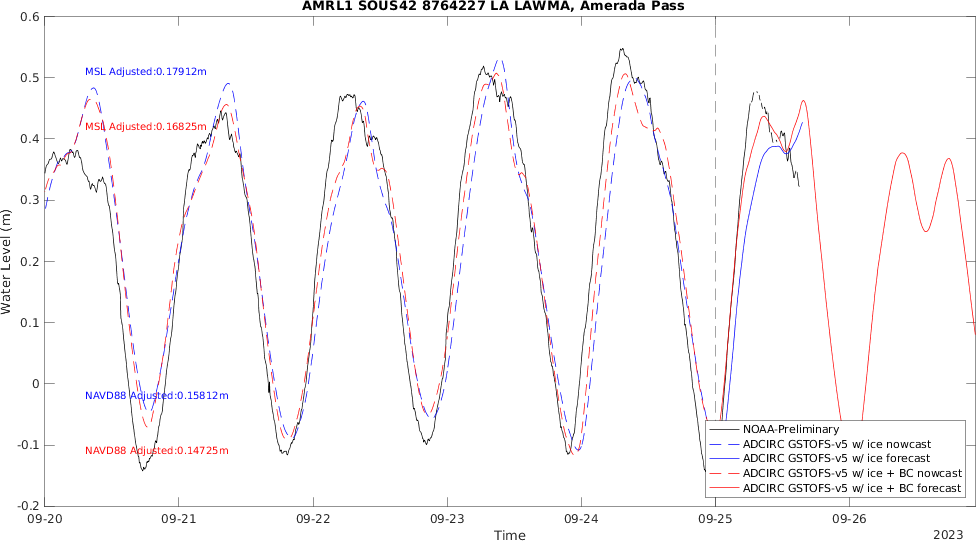 AMRL1 SOUS42 8764227 LA LAWMA, Amerada Pass
0.6
0.5
0.4
0.3
0.2
0.1
0
-0.1
-0.2
Water Level (m)
MSL Adjusted:0.17912m
MSL Adjusted:0.16825m
NAVD88 Adjusted:0.15812m
NAVD88 Adjusted:0.14725m
NOAA-Preliminary
ADCIRC GSTOFS-v5 w/ ice nowcast
ADCIRC GSTOFS-v5 w/ ice forecast
ADCIRC GSTOFS-v5 w/ ice + BC nowcast
ADCIRC GSTOFS-v5 w/ ice + BC forecast
09-20 09-21 09-22 09-23 09-24 09-25 09-26
Time
2023